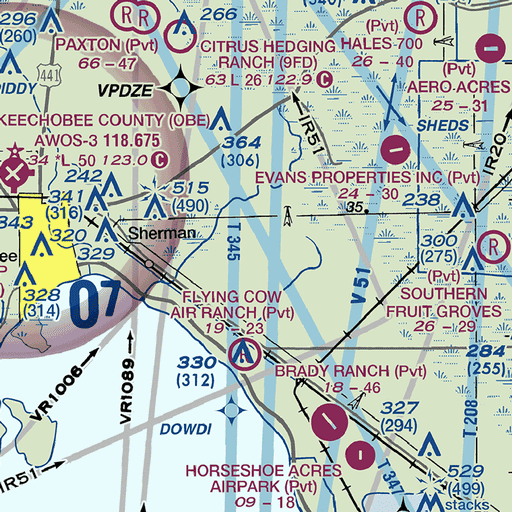 296
(260)
R
R
266
PAXTON (Pvt)
66 - 47
CITRUS HEDGING
RANCH (9FD)
63 L 26 122.9 C
(Pvt)
HALES 700
26 - 40
R
(Pvt)
AERO ACRES
25 - 31
441
VPDZE
KEECHOBEE COUNTY (OBE)
AWOS-3 118.675
34 *L 50 123.0 C
364
(306)
IR51
SHEDS
IR20
EVANS PROPERTIES INC (Pvt)
24 - 30
242
341
(316)
515
(490)
35
238
843
320
329
Sherman
T 345
300
(275)
R
328
(314)
07
FLYING COW
AIR RANCH (Pvt)
19 - 23
V 51
(Pvt)
SOUTHERN
FRUIT GROVES
26 - 29
330
(312)
284
(255)
BRADY RANCH (Pvt)
18 - 46
VR1006
VR1089
327
(294)
T 208
DOWDI
IR51
HORSESHOE ACRES
AIRPARK (Pvt)
09 - 18
T 347
529
(499)
stacks